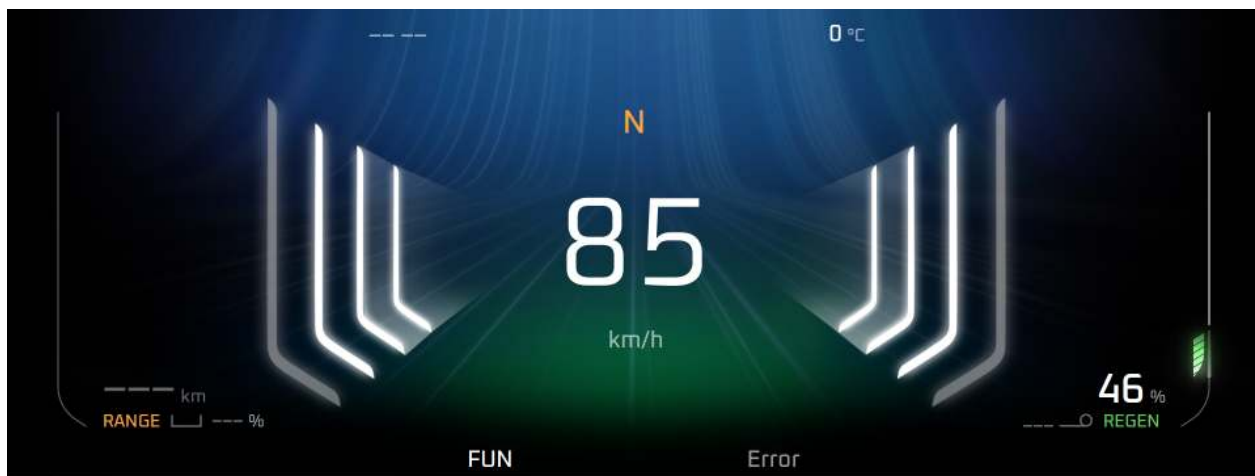 -- -- 0 °C
N
85
km/h
--- km
46 %
RANGE --- %
--- REGEN
FUN Error